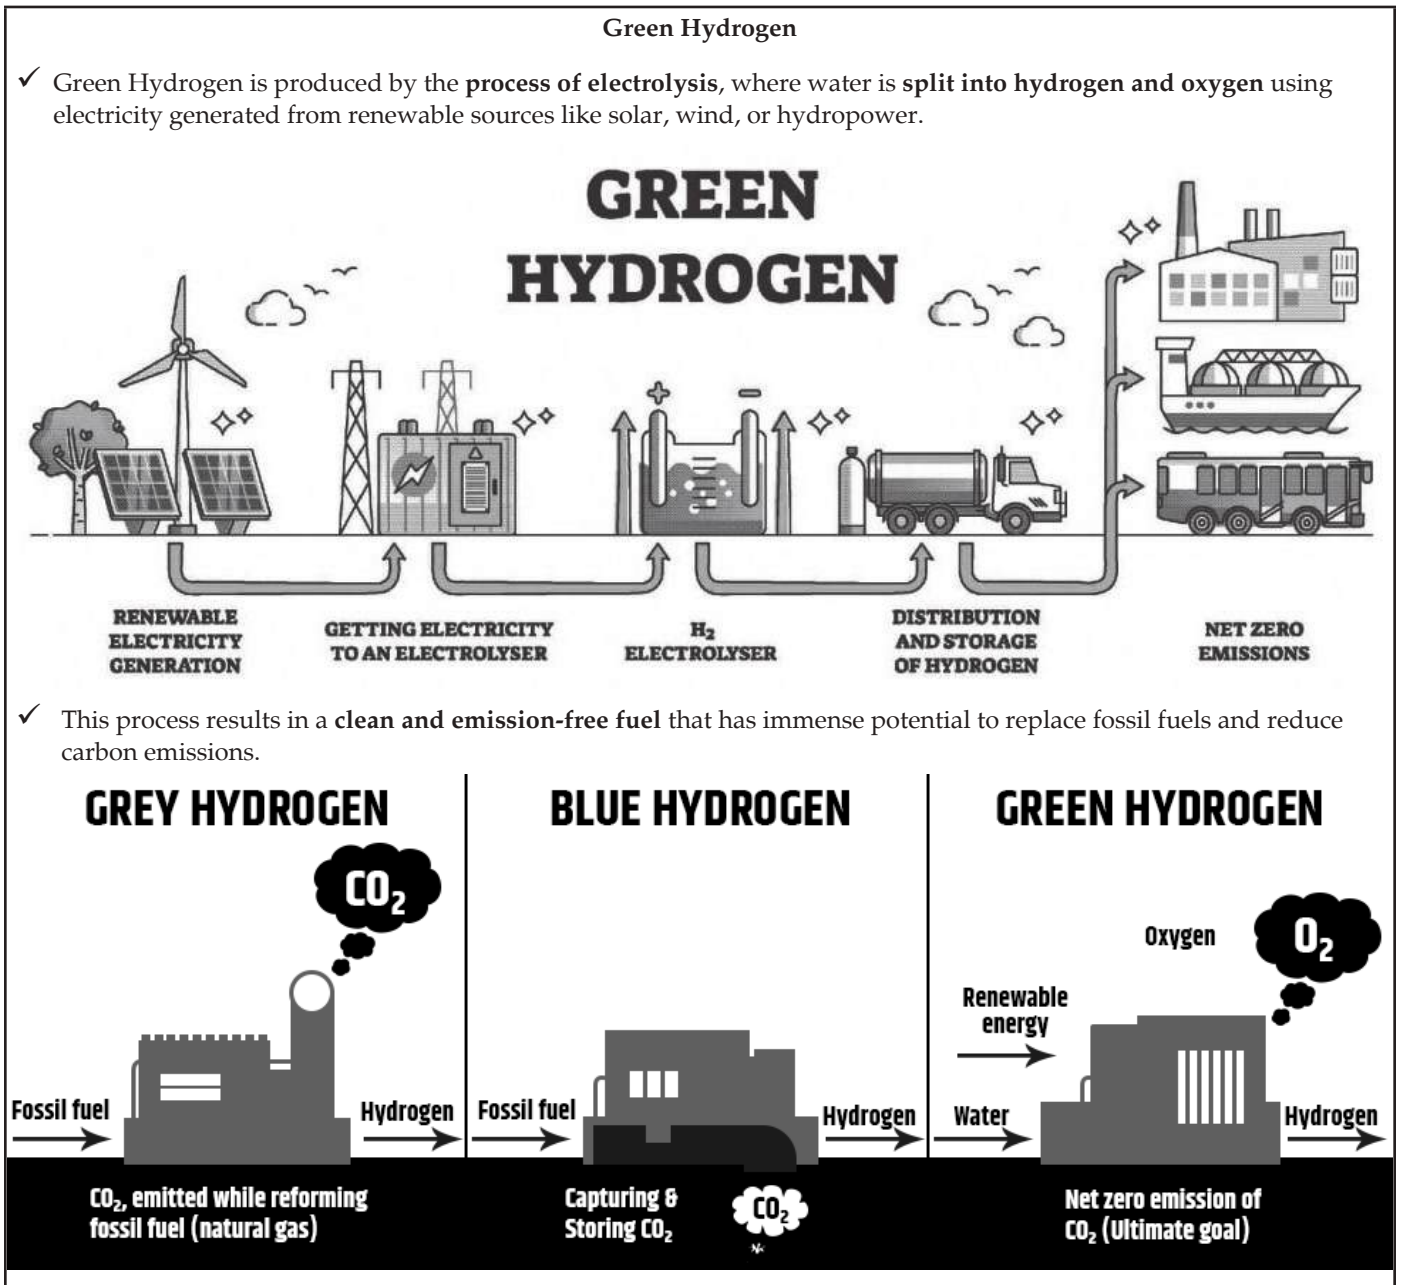 Green Hydrogen
✓ Green Hydrogen is produced by the process of electrolysis, where water is split into hydrogen and oxygen using
electricity generated from renewable sources like solar, wind, or hydropower.
GREEN
HYDROGEN
+ −
RENEWABLE
ELECTRICITY
GENERATION
GETTING ELECTRICITY
TO AN ELECTROLYSER
H₂
ELECTROLYSER
DISTRIBUTION
AND STORAGE
OF HYDROGEN
NET ZERO
EMISSIONS
✓ This process results in a clean and emission-free fuel that has immense potential to replace fossil fuels and reduce
carbon emissions.
GREY HYDROGEN
CO₂
Fossil fuel
Hydrogen
CO₂, emitted while reforming
fossil fuel (natural gas)
BLUE HYDROGEN
Fossil fuel
Hydrogen
Capturing &
Storing CO₂
CO₂
GREEN HYDROGEN
Oxygen
O₂
Renewable
energy
Water
Hydrogen
Net zero emission of
CO₂ (Ultimate goal)